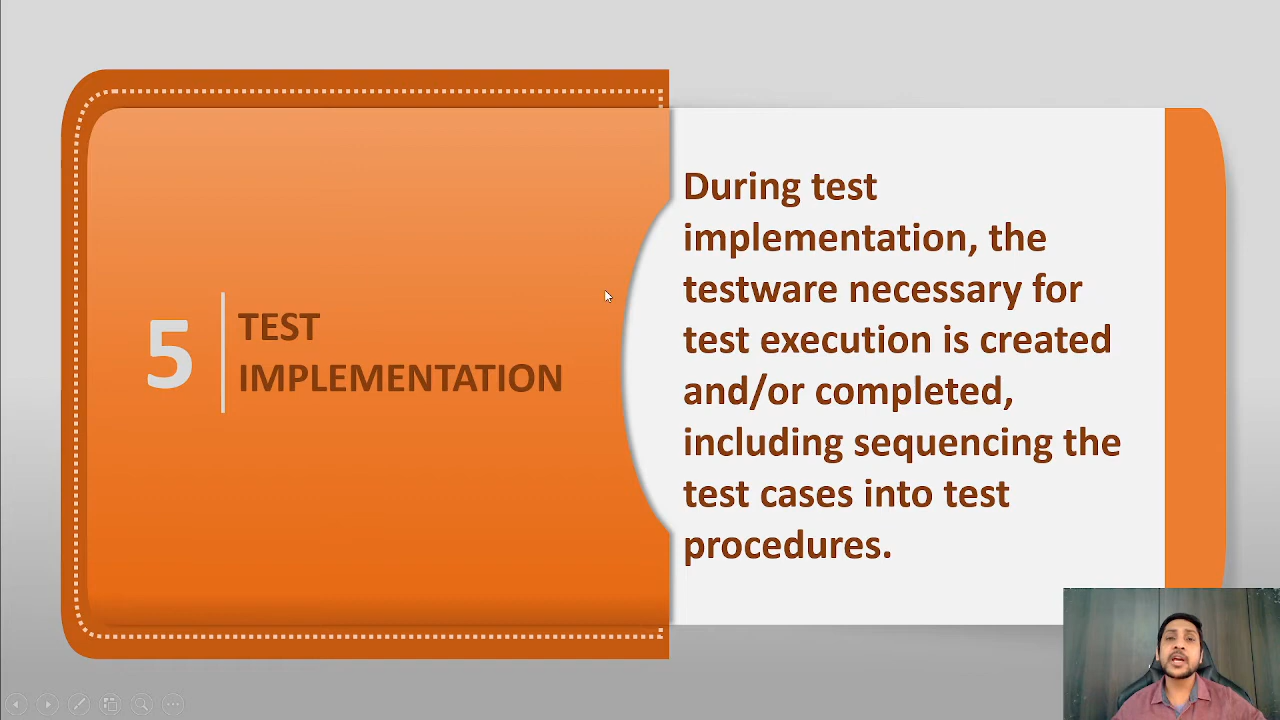 5
TEST
IMPLEMENTATION
During test
implementation, the
testware necessary for
test execution is created
and/or completed,
including sequencing the
test cases into test
procedures.